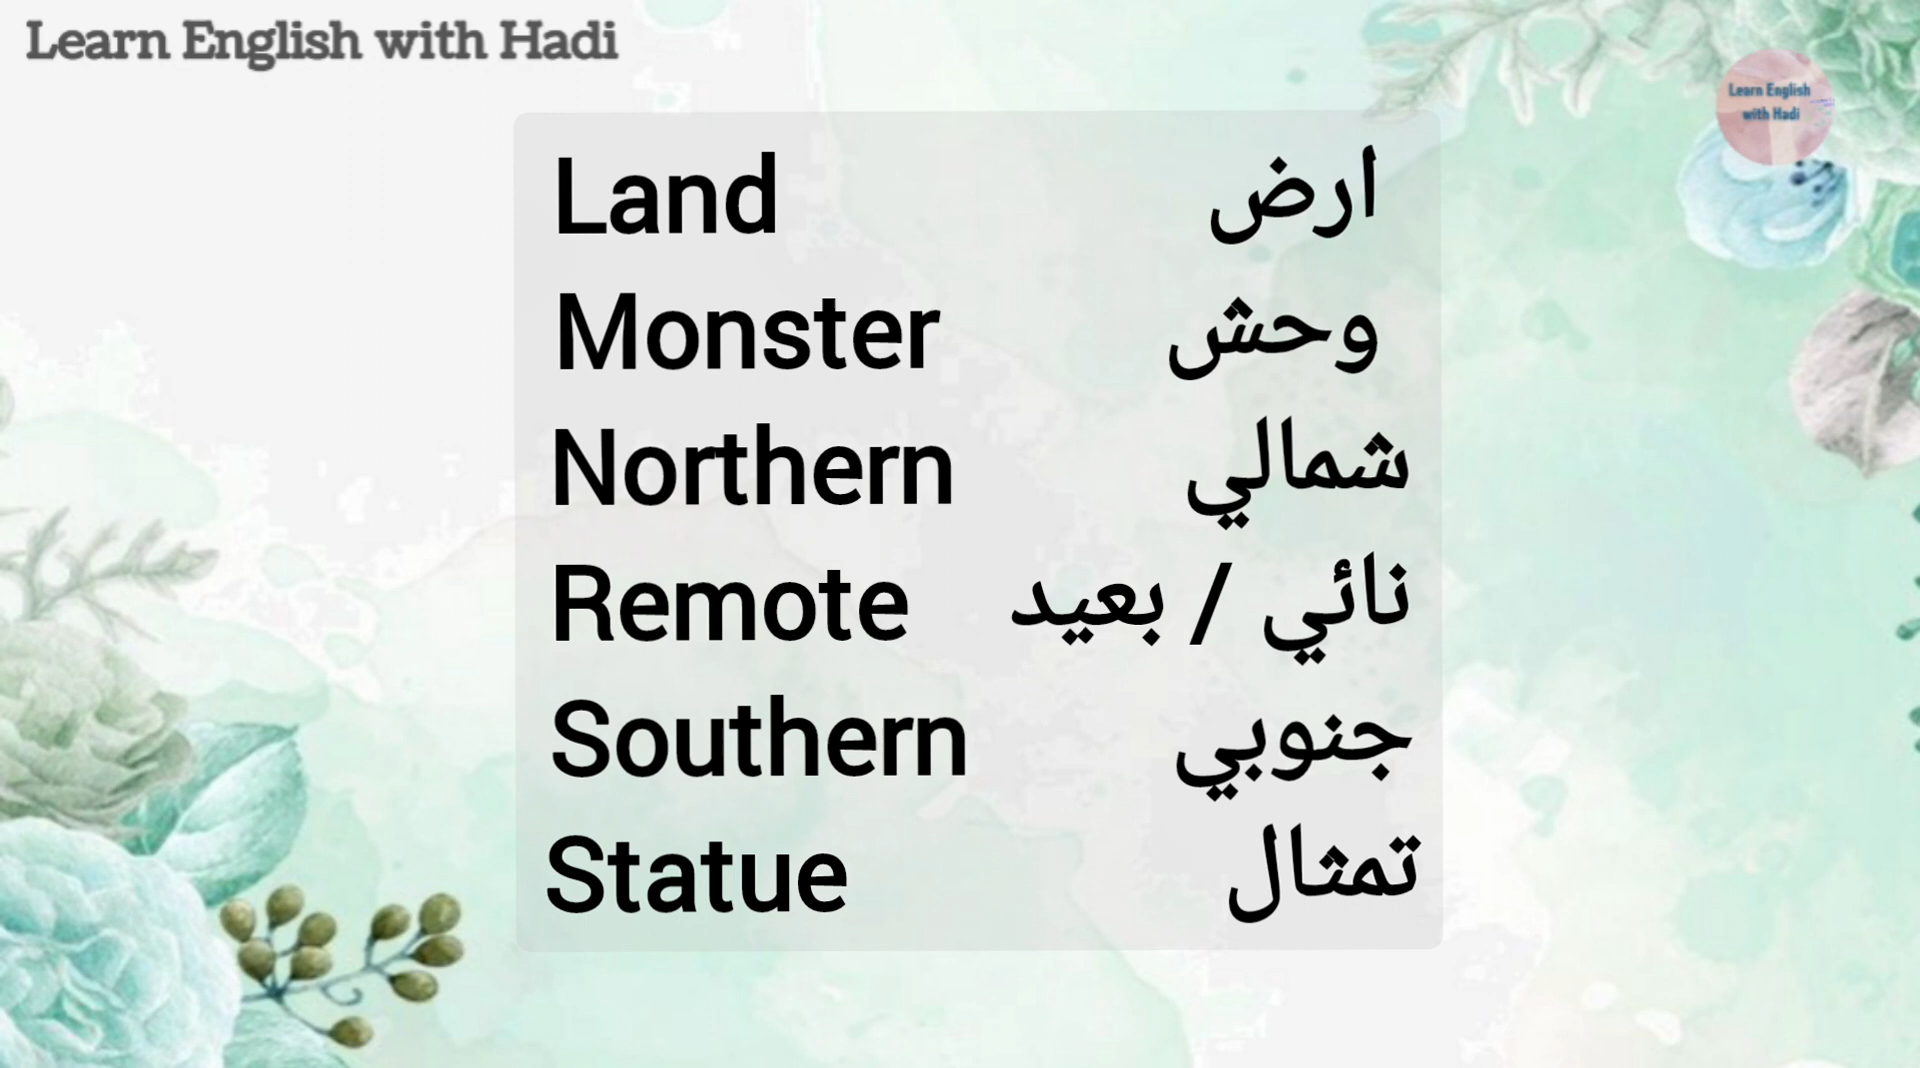 Learn English with Hadi
Learn English
with Hadi
Land ارض
Monster وحش
Northern شمالي
Remote نائي / بعيد
Southern جنوبي
Statue تمثال